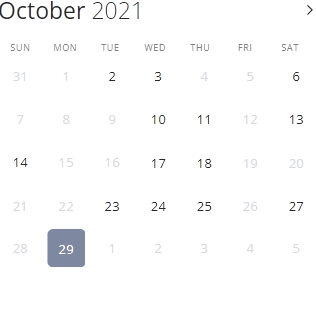 October 2021
SUN MON TUE WED THU FRI SAT
31 1 2 3 4 5 6
7 8 9 10 11 12 13
14 15 16 17 18 19 20
21 22 23 24 25 26 27
28 29 1 2 3 4 5